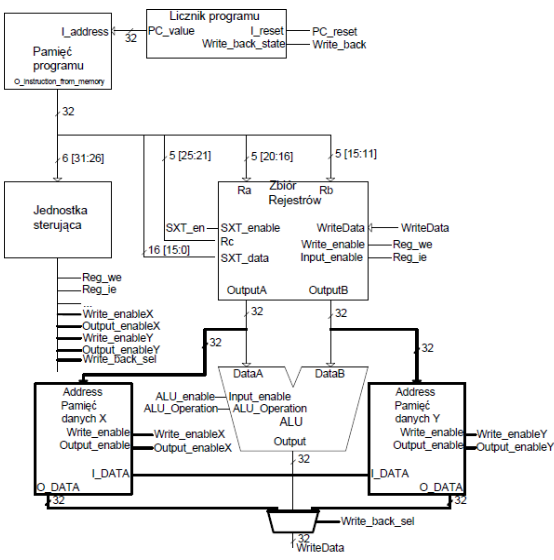 Licznik programu
I_address
PC_value
I_reset
PC_reset
32
Write_back_state
Write_back
Pamięć
programu
O_instruction_from_memory
32
6 [31:26]
5 [25:21]
5 [20:16]
5 [15:11]
Jednostka
sterująca
Ra
Rb
Zbiór
Rejestrów
SXT_en
SXT_enable
WriteData
WriteData
Rc
Write_enable
Reg_we
16 [15:0]
SXT_data
Input_enable
Reg_ie
OutputA
OutputB
Reg_we
Reg_ie
...
Write_enableX
Output_enableX
Write_enableY
Output_enableY
Write_back_sel
32
32
32
32
Address
Pamięć
danych X
Write_enable
Write_enableX
Output_enable
Output_enableX
I_DATA
O_DATA
32
DataA
DataB
ALU_enable
Input_enable
ALU_Operation
ALU_Operation
ALU
Output
32
Address
Pamięć
danych Y
Write_enable
Write_enableY
Output_enable
Output_enableY
I_DATA
O_DATA
32
Write_back_sel
32
WriteData